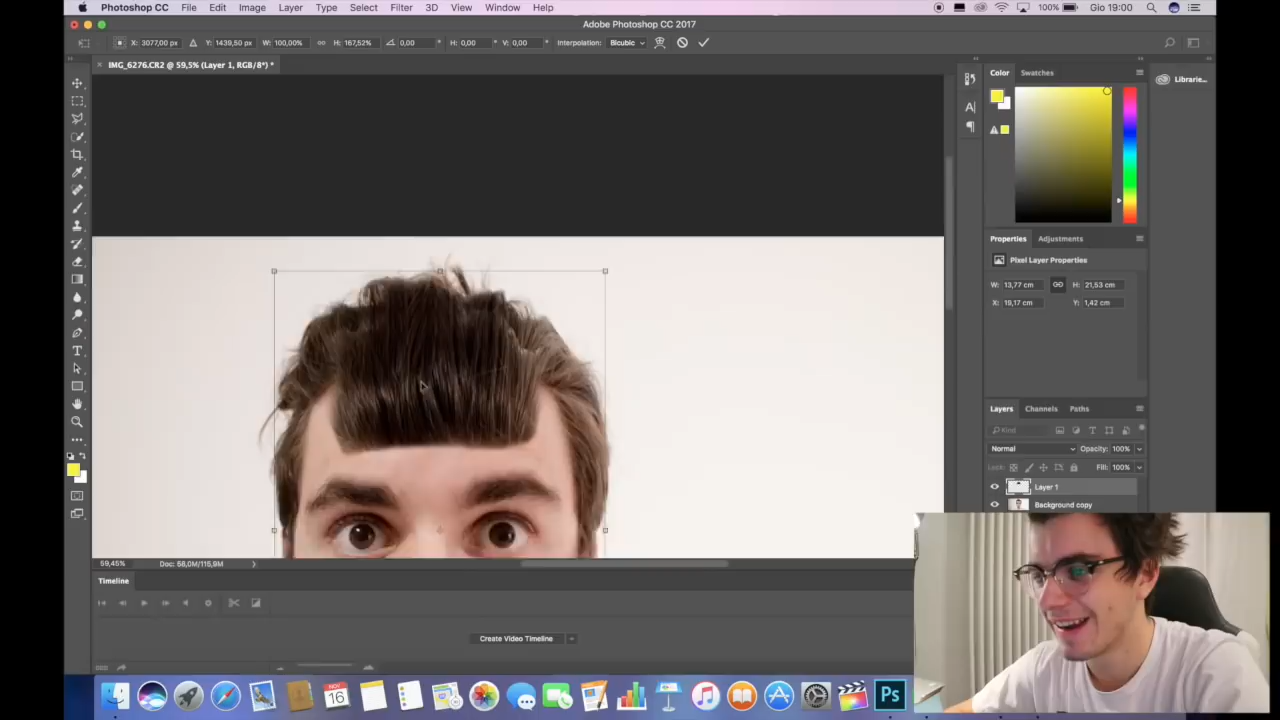 Photoshop CC File Edit Image Layer Type Select Filter 3D View Window Help 100% Gio 19:00
Adobe Photoshop CC 2017
X: 3077,00 px Y: 1439,50 px W: 100,00% H: 167,52% 0,00 ° H: 0,00 ° V: 0,00 ° Interpolation: Bicubic
IMG_6276.CR2 @ 59,5% (Layer 1, RGB/8*) *
Color Swatches
Librarie...
Properties Adjustments
Pixel Layer Properties
W: 13,77 cm H: 21,53 cm
X: 19,17 cm Y: 1,42 cm
Layers Channels Paths
Kind
Normal Opacity: 100%
Lock: Fill: 100%
Layer 1
Background copy
59,45% Doc: 68,0M/115,9M
Timeline
Create Video Timeline
NOV
16
Ps